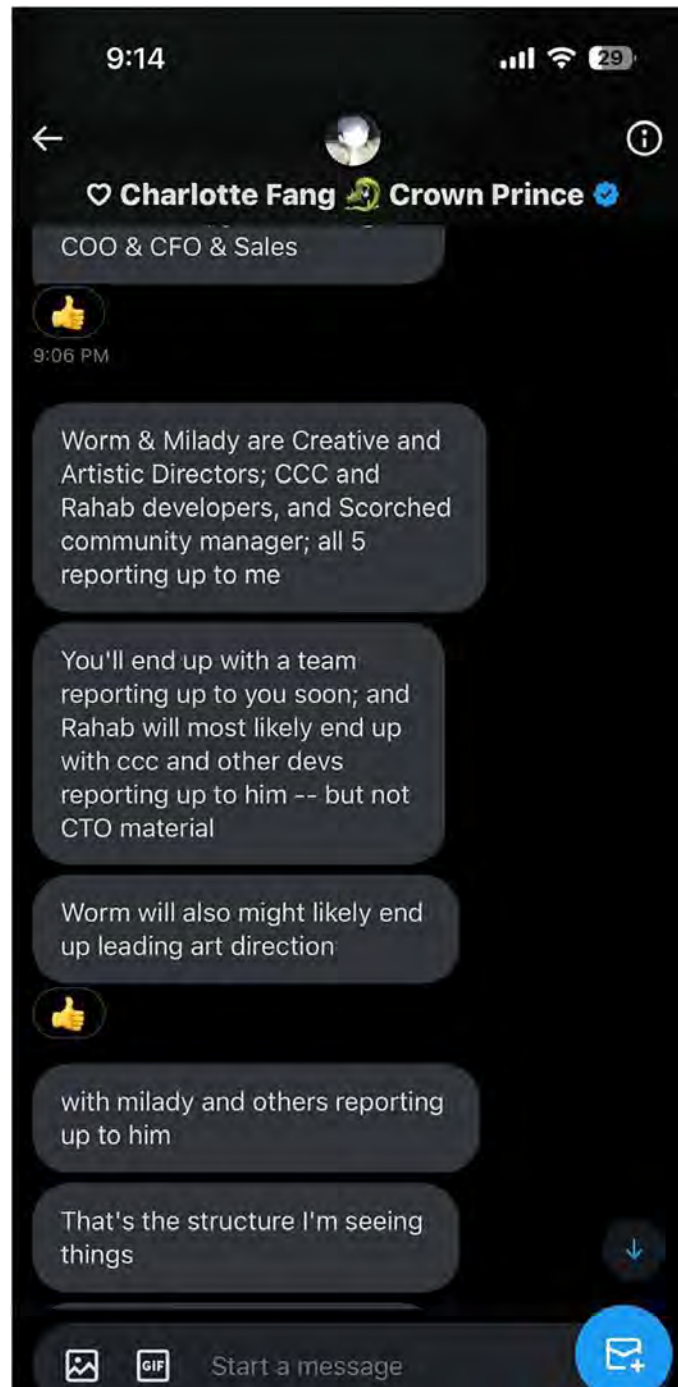 9:14
29
♡ Charlotte Fang 🐉 Crown Prince
COO & CFO & Sales
👍
9:06 PM
Worm & Milady are Creative and
Artistic Directors; CCC and
Rahab developers, and Scorched
community manager; all 5
reporting up to me
You'll end up with a team
reporting up to you soon; and
Rahab will most likely end up
with ccc and other devs
reporting up to him -- but not
CTO material
Worm will also might likely end
up leading art direction
👍
with milady and others reporting
up to him
That's the structure I'm seeing
things
GIF
Start a message